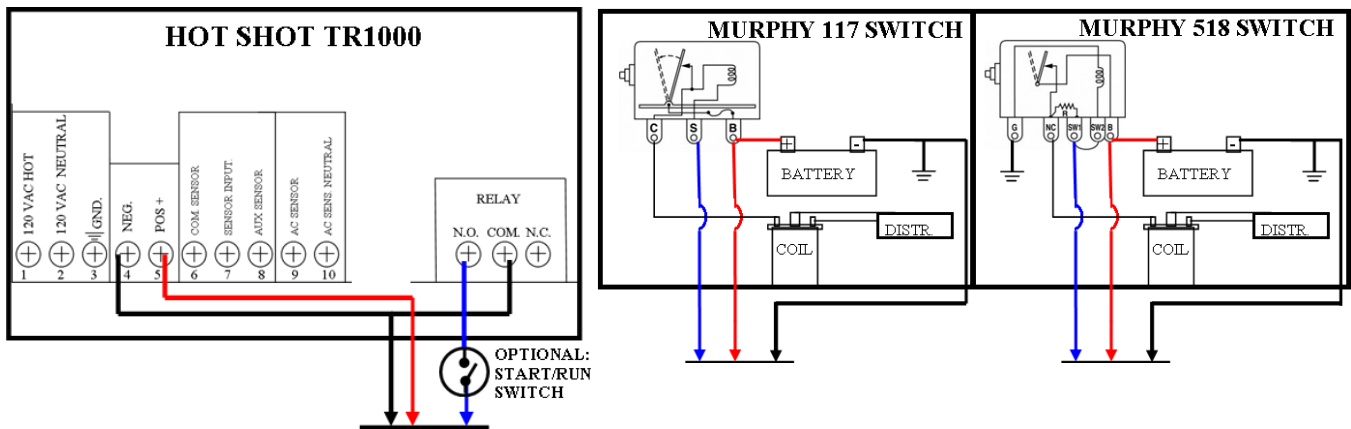 HOT SHOT TR1000
120 VAC HOT
120 VAC NEUTRAL
GND.
NEG.
POS +
COM. SENSOR
SENSOR INPUT.
AUX SENSOR
AC SENSOR
AC SENS. NEUTRAL
1 2 3 4 5 6 7 8 9 10
RELAY
N.O. COM. N.C.
OPTIONAL:
START/RUN
SWITCH
MURPHY 117 SWITCH
C S B
+ -
BATTERY
DISTR.
COIL
MURPHY 518 SWITCH
R
G NC SW1 SW2 B
+ -
BATTERY
DISTR.
COIL